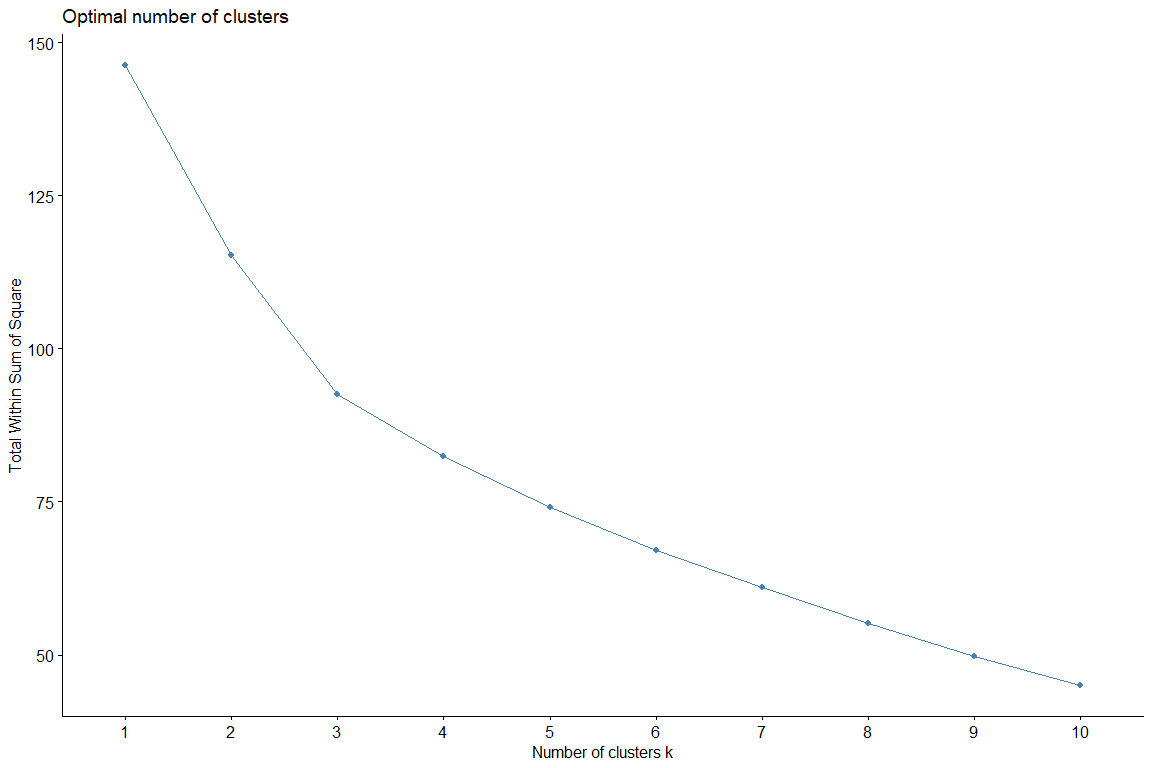 Optimal number of clusters
150
125
100
75
50
Total Within Sum of Square
1 2 3 4 5 6 7 8 9 10
Number of clusters k